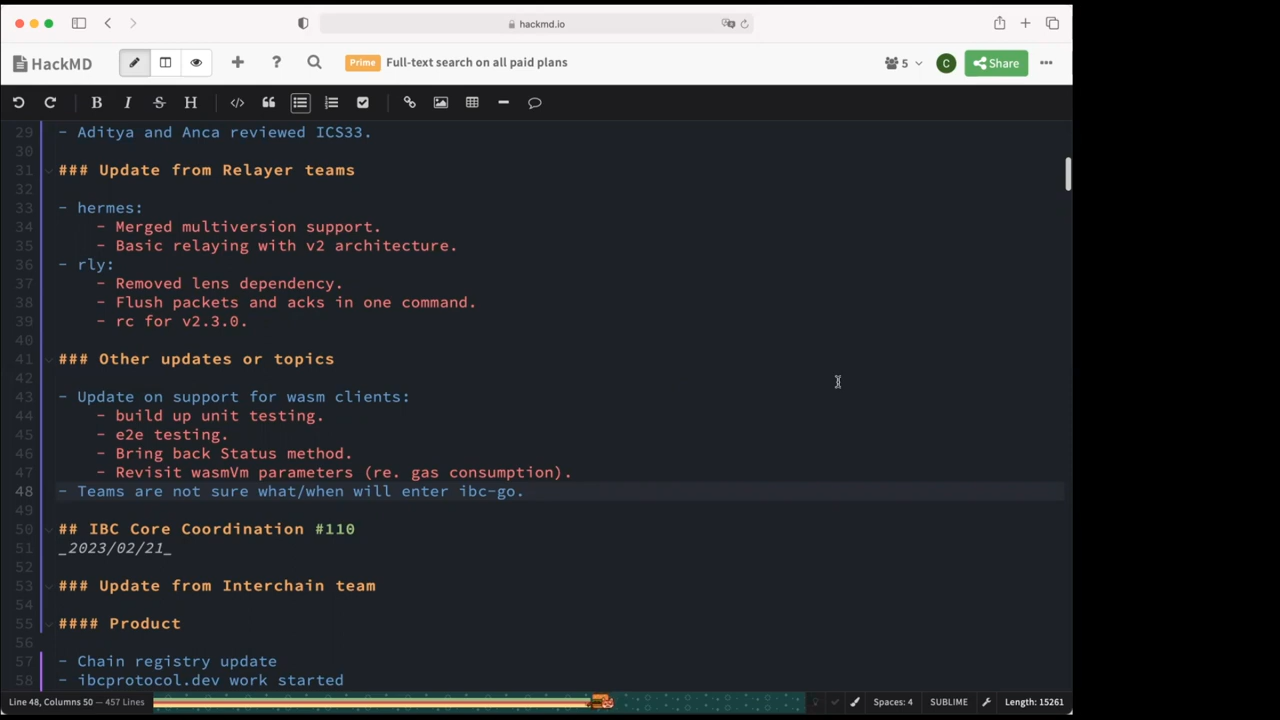 hackmd.io
HackMD
Prime Full-text search on all paid plans
5
C
Share
B I S H
29 - Aditya and Anca reviewed ICS33.
30
31 ### Update from Relayer teams
32
33 - hermes:
34 - Merged multiversion support.
35 - Basic relaying with v2 architecture.
36 - rly:
37 - Removed lens dependency.
38 - Flush packets and acks in one command.
39 - rc for v2.3.0.
40
41 ### Other updates or topics
42
43 - Update on support for wasm clients:
44 - build up unit testing.
45 - e2e testing.
46 - Bring back Status method.
47 - Revisit wasmVm parameters (re. gas consumption).
48 - Teams are not sure what/when will enter ibc-go.
49
50 ## IBC Core Coordination #110
51 _2023/02/21_
52
53 ### Update from Interchain team
54
55 #### Product
56
57 - Chain registry update
58 - ibcprotocol.dev work started
Line 48, Columns 50 — 457 Lines
Spaces: 4
SUBLIME
Length: 15261